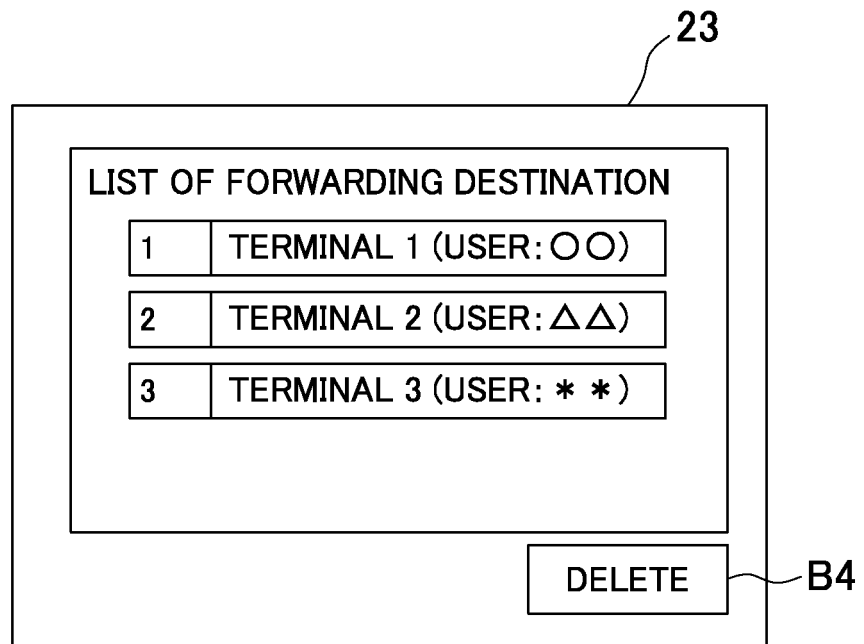 23
LIST OF FORWARDING DESTINATION
1 TERMINAL 1 (USER: ○○)
2 TERMINAL 2 (USER: △△)
3 TERMINAL 3 (USER: * *)
DELETE B4